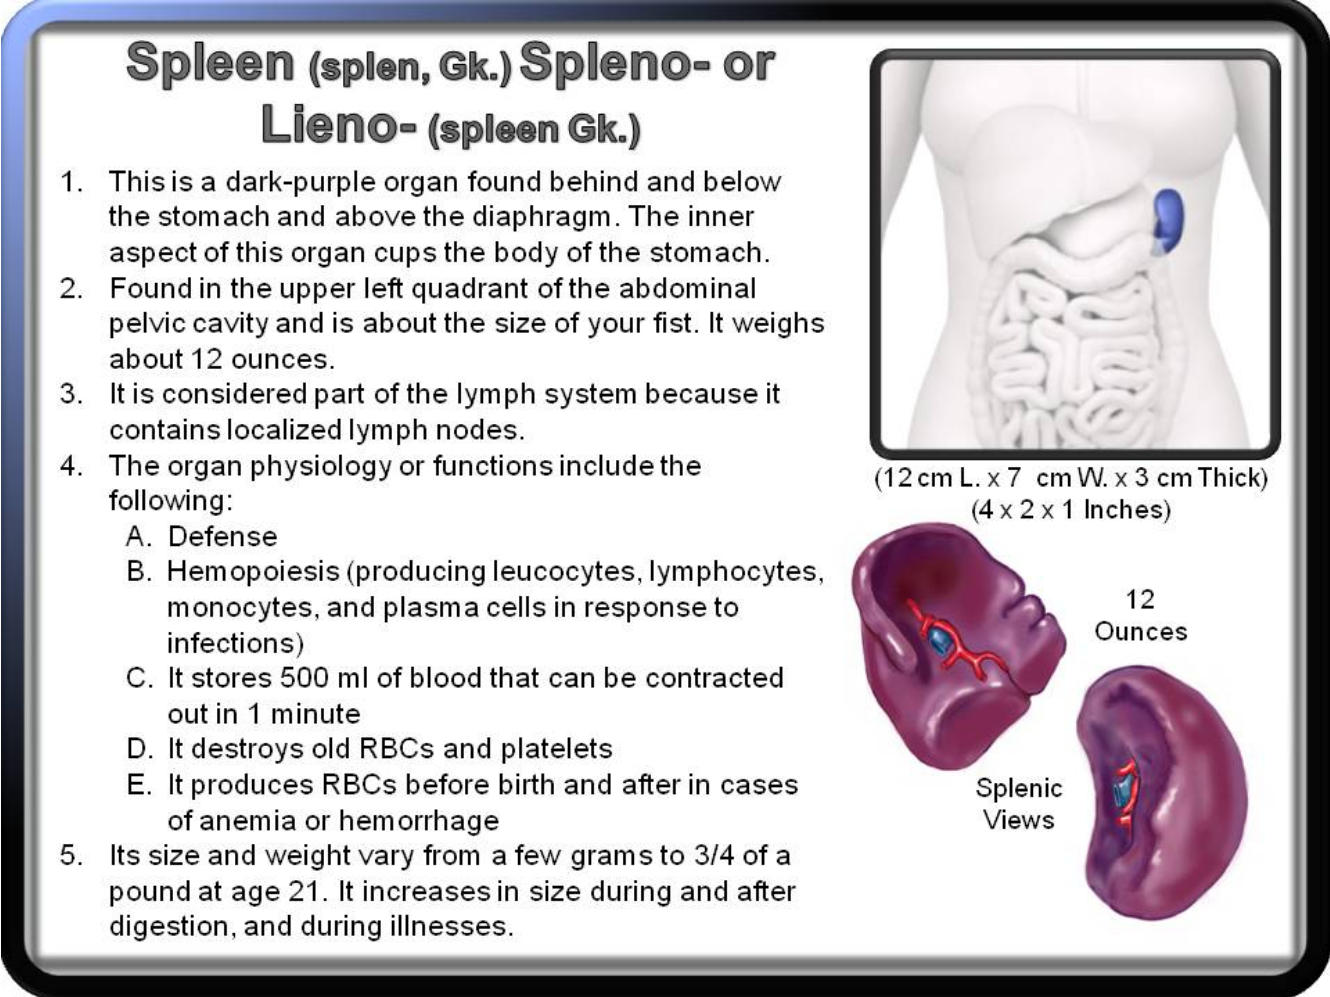 Spleen (splen, Gk.) Spleno- or
Lieno- (spleen Gk.)
1. This is a dark-purple organ found behind and below
the stomach and above the diaphragm. The inner
aspect of this organ cups the body of the stomach.
2. Found in the upper left quadrant of the abdominal
pelvic cavity and is about the size of your fist. It weighs
about 12 ounces.
3. It is considered part of the lymph system because it
contains localized lymph nodes.
4. The organ physiology or functions include the
following:
A. Defense
B. Hemopoiesis (producing leucocytes, lymphocytes,
monocytes, and plasma cells in response to
infections)
C. It stores 500 ml of blood that can be contracted
out in 1 minute
D. It destroys old RBCs and platelets
E. It produces RBCs before birth and after in cases
of anemia or hemorrhage
5. Its size and weight vary from a few grams to 3/4 of a
pound at age 21. It increases in size during and after
digestion, and during illnesses.
(12 cm L. x 7 cm W. x 3 cm Thick)
(4 x 2 x 1 Inches)
12
Ounces
Splenic
Views